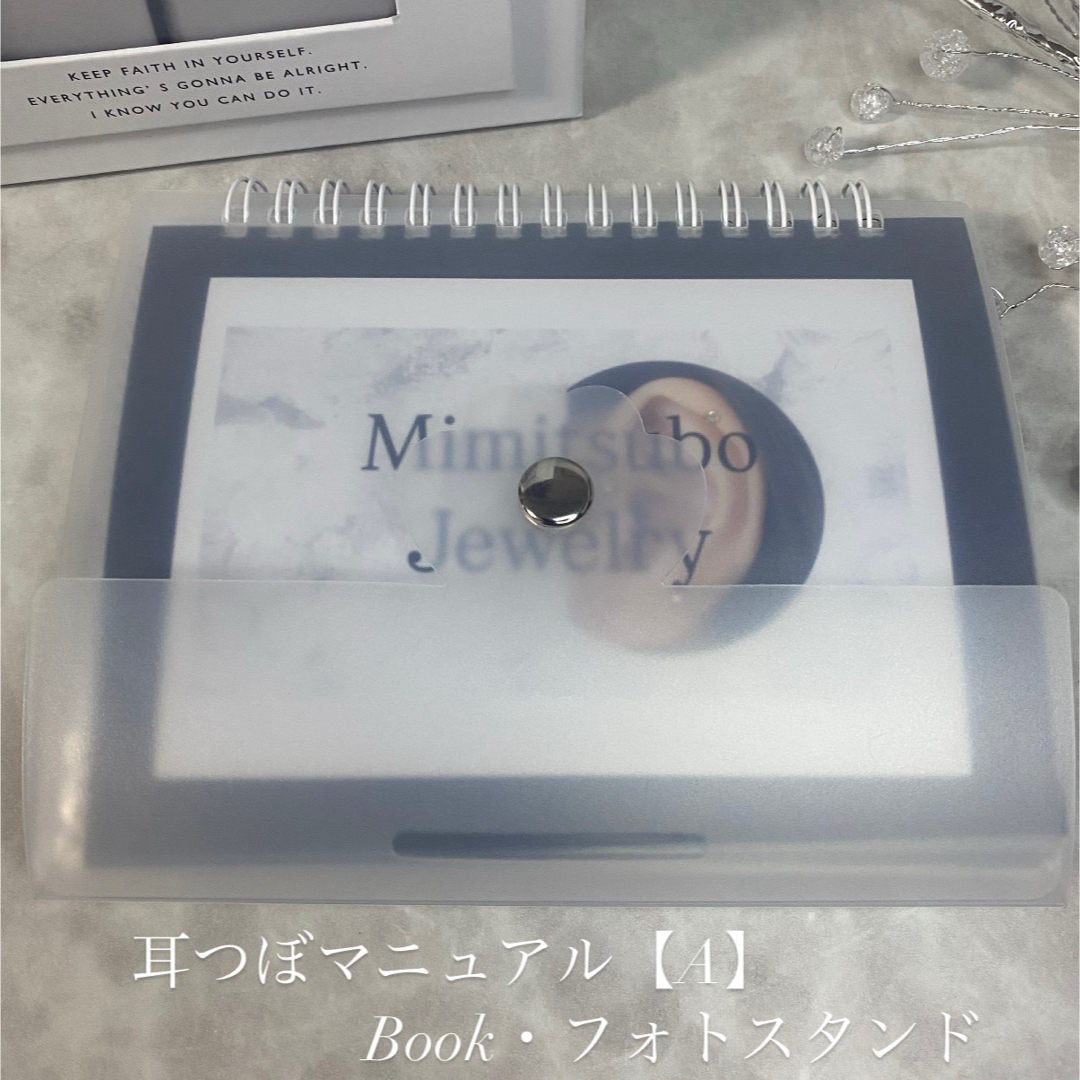 KEEP FAITH IN YOURSELF.
EVERYTHING' S GONNA BE ALRIGHT.
I KNOW YOU CAN DO IT.
Mimitsubo
Jewelry
耳つぼマニュアル【A】
Book・フォトスタンド